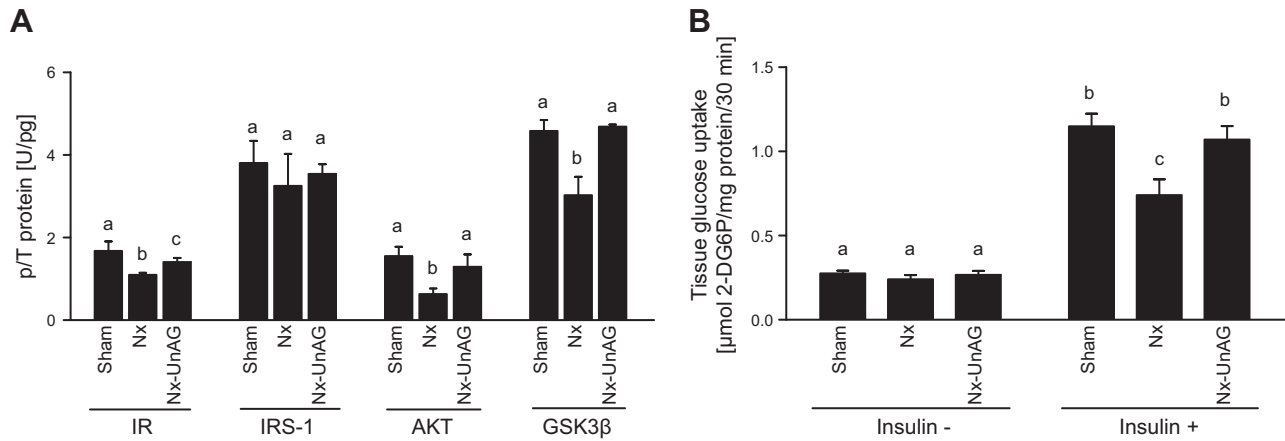 A
p/T protein [U/pg]
6
4
2
0
a
b
c
a
a
a
a
b
a
a
b
a
Sham
Nx
Nx-UnAG
Sham
Nx
Nx-UnAG
Sham
Nx
Nx-UnAG
Sham
Nx
Nx-UnAG
IR
IRS-1
AKT
GSK3β
B
Tissue glucose uptake
[µmol 2-DG6P/mg protein/30 min]
1.5
1.0
0.5
0.0
a
a
a
b
c
b
Sham
Nx
Nx-UnAG
Sham
Nx
Nx-UnAG
Insulin -
Insulin +